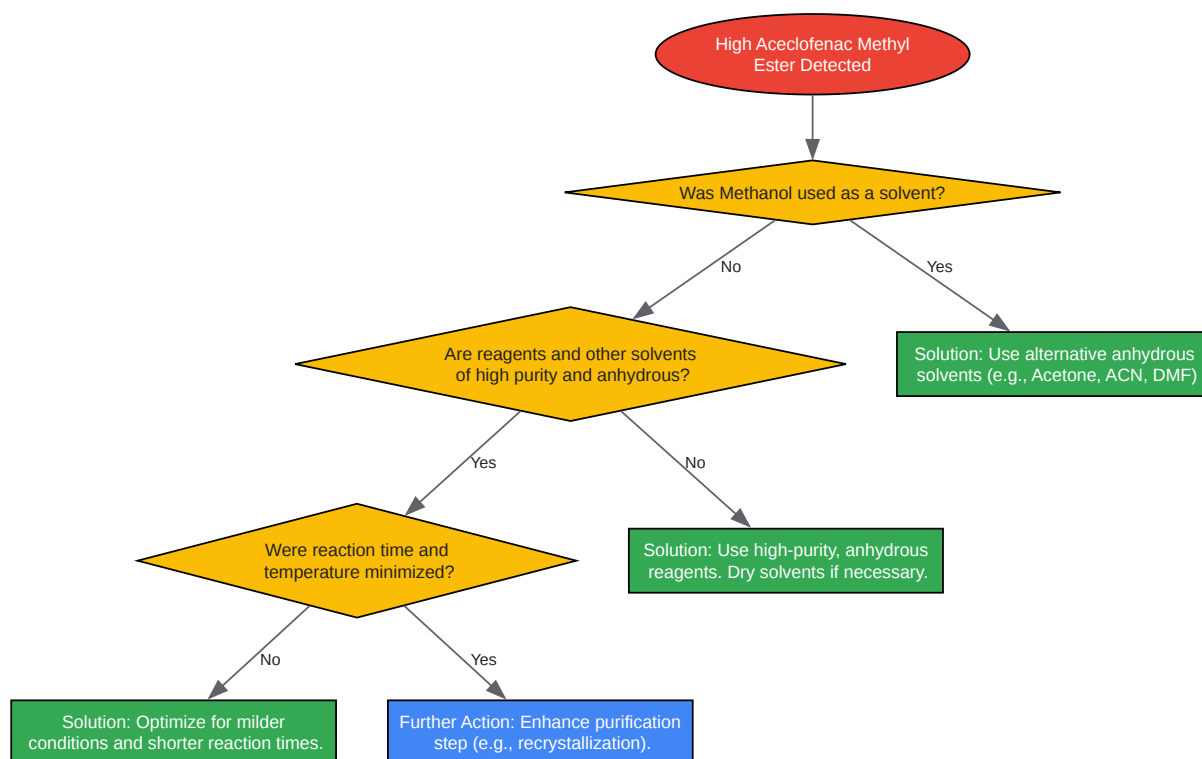 High Aceclofenac Methyl
Ester Detected
Was Methanol used as a solvent?
No
Yes
Are reagents and other solvents
of high purity and anhydrous?
Solution: Use alternative anhydrous
solvents (e.g., Acetone, ACN, DMF)
Yes
No
Were reaction time and
temperature minimized?
Solution: Use high-purity, anhydrous
reagents. Dry solvents if necessary.
No
Yes
Solution: Optimize for milder
conditions and shorter reaction times.
Further Action: Enhance purification
step (e.g., recrystallization).